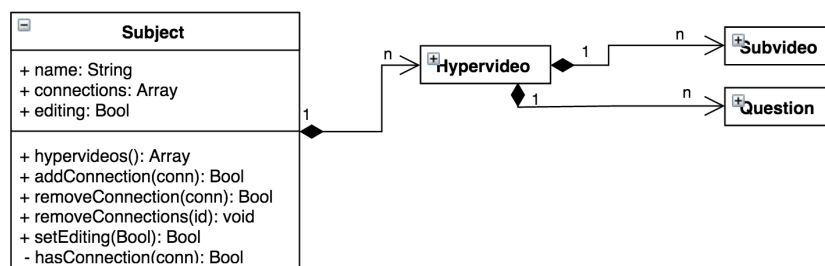 Subject
+ name: String
+ connections: Array
+ editing: Bool
+ hypervideos(): Array
+ addConnection(conn): Bool
+ removeConnection(conn): Bool
+ removeConnections(id): void
+ setEditing(Bool): Bool
- hasConnection(conn): Bool
1
n
Hypervideo
1
n
Subvideo
1
n
Question